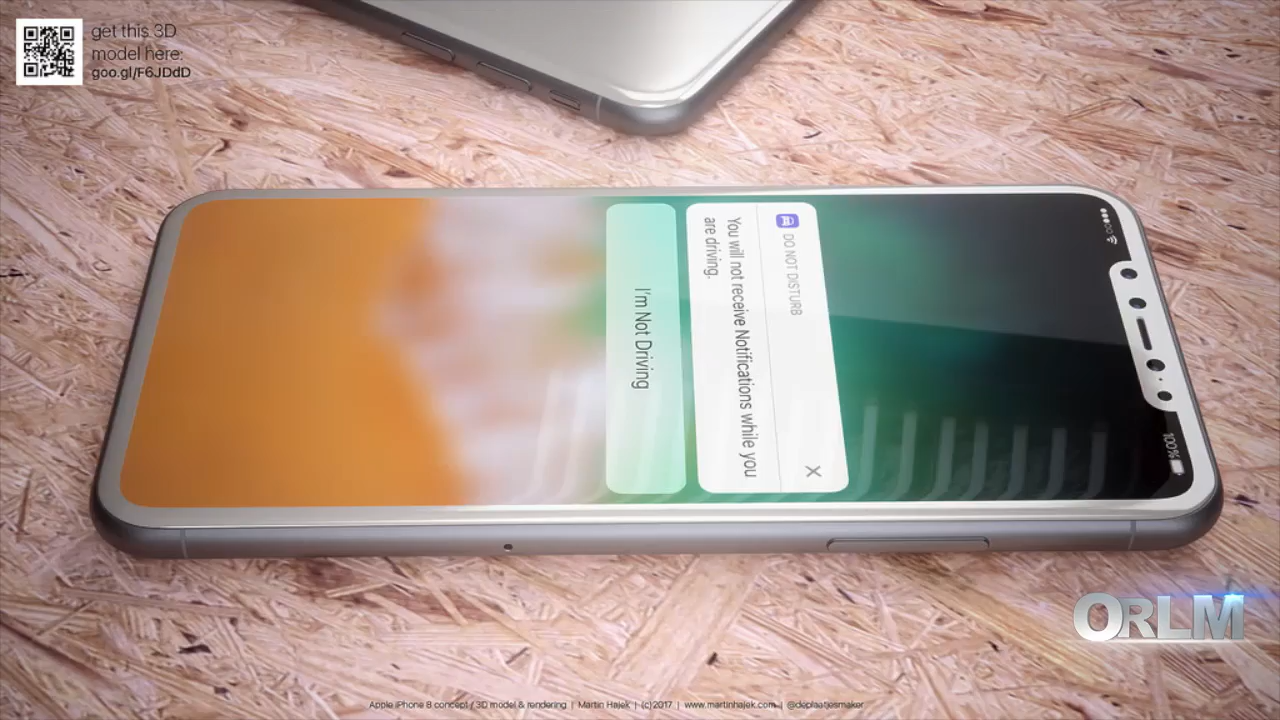 get this 3D
model here:
goo.gl/F6JDdD
100%
DO NOT DISTURB
You will not receive Notifications while you
are driving.
I'm Not Driving
ORLM
Apple iPhone 8 concept / 3D model & rendering | Martin Hajek | (c)2017 | www.martinhajek.com | @deplaatjesmaker